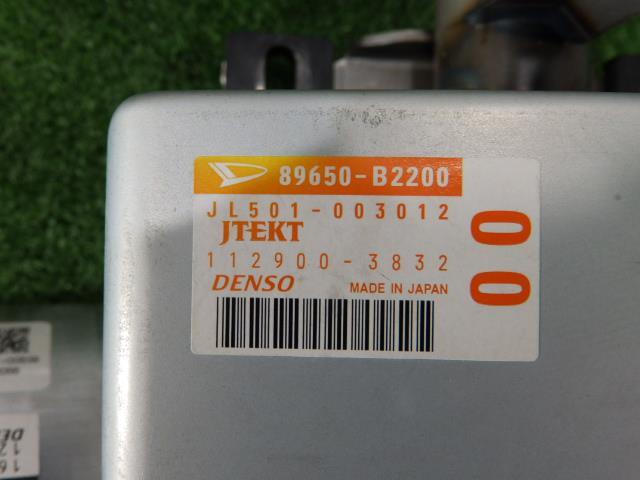 89650-B2200
JL501-003012
JTEKT
112900-3832
DENSO MADE IN JAPAN
00